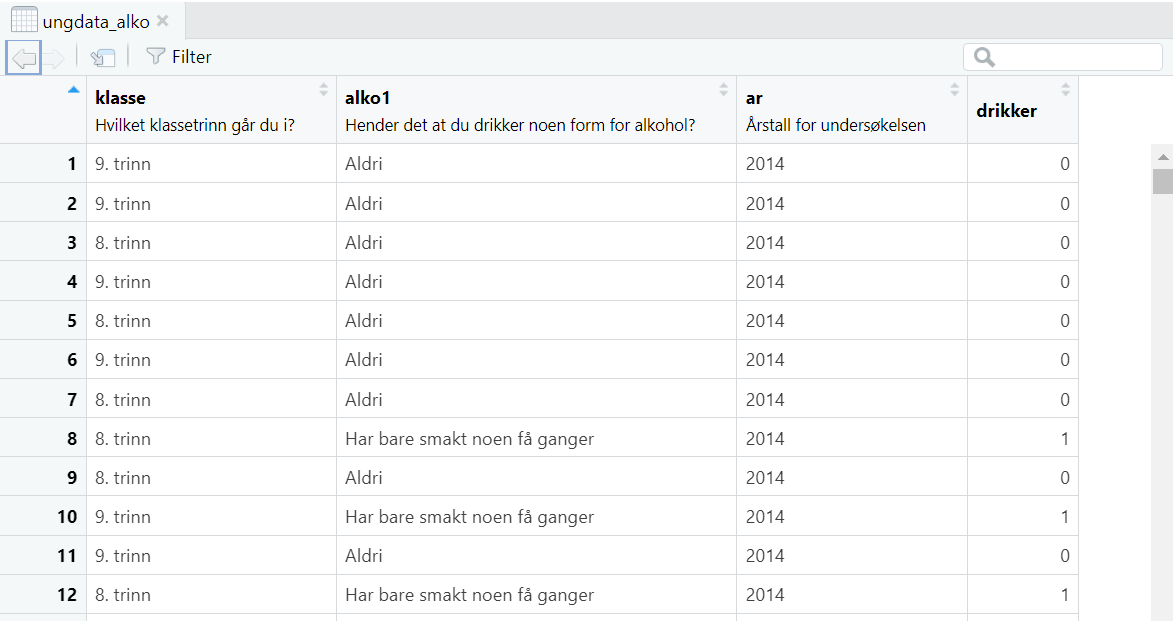 ungdata_alko
Filter
klasse alko1 ar drikker
Hvilket klassetrinn går du i? Hender det at du drikker noen form for alkohol? Årstall for undersøkelsen
1 9. trinn Aldri 2014 0
2 9. trinn Aldri 2014 0
3 8. trinn Aldri 2014 0
4 9. trinn Aldri 2014 0
5 8. trinn Aldri 2014 0
6 9. trinn Aldri 2014 0
7 8. trinn Aldri 2014 0
8 8. trinn Har bare smakt noen få ganger 2014 1
9 8. trinn Aldri 2014 0
10 9. trinn Har bare smakt noen få ganger 2014 1
11 9. trinn Aldri 2014 0
12 8. trinn Har bare smakt noen få ganger 2014 1